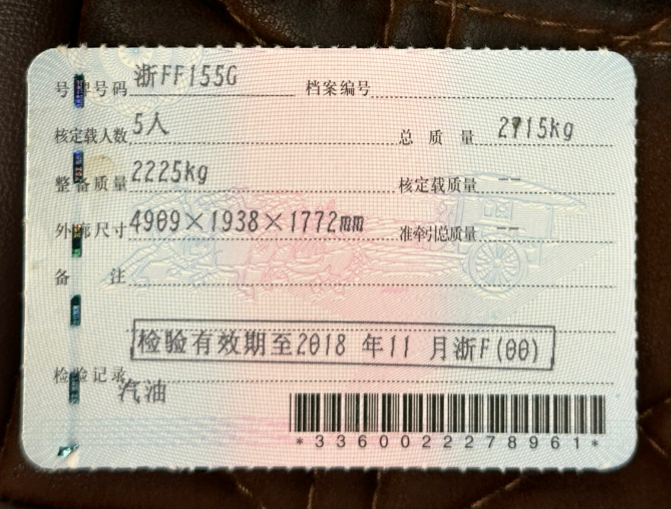 号牌号码 浙FF155G 档案编号
核定载人数 5人 总质量 2715kg
整备质量 2225kg 核定载质量 --
外廓尺寸 4909×1938×1772mm 准牵引总质量 --
备注
检验有效期至2018 年11 月浙F(00)
检验记录
汽油
*3360022278961*